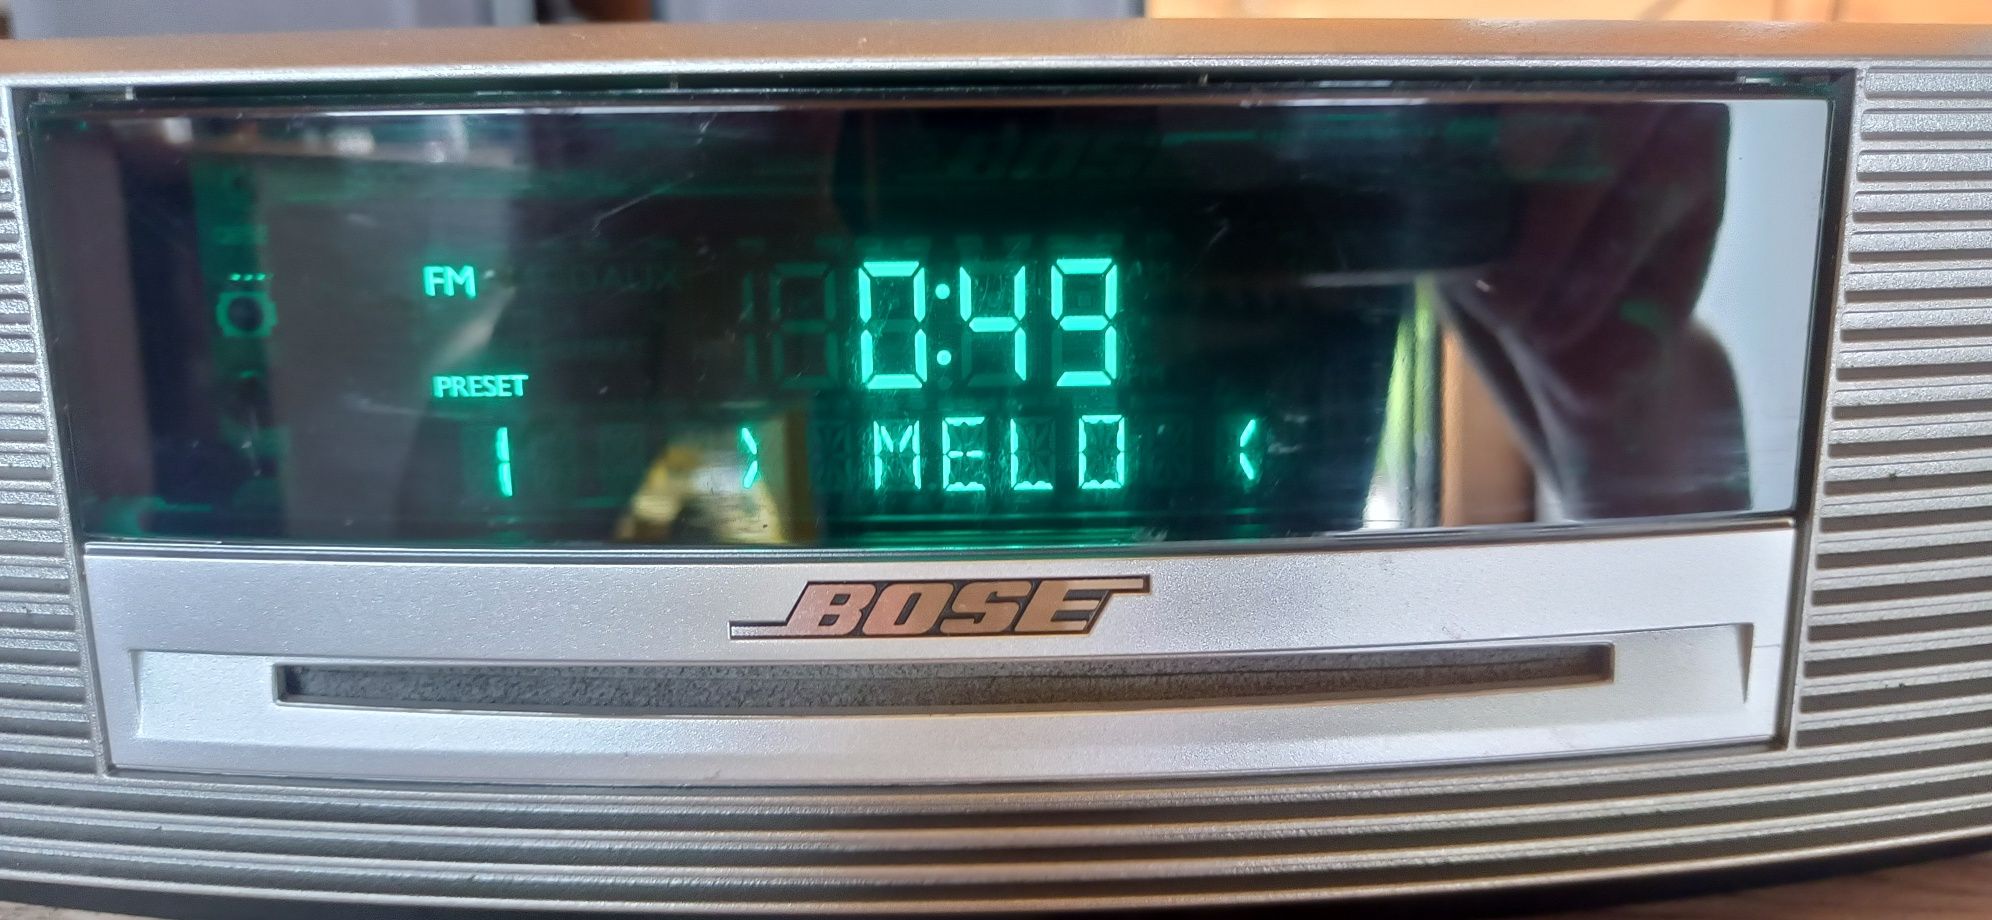 FM 0:49
PRESET
1 > MELO <
BOSE